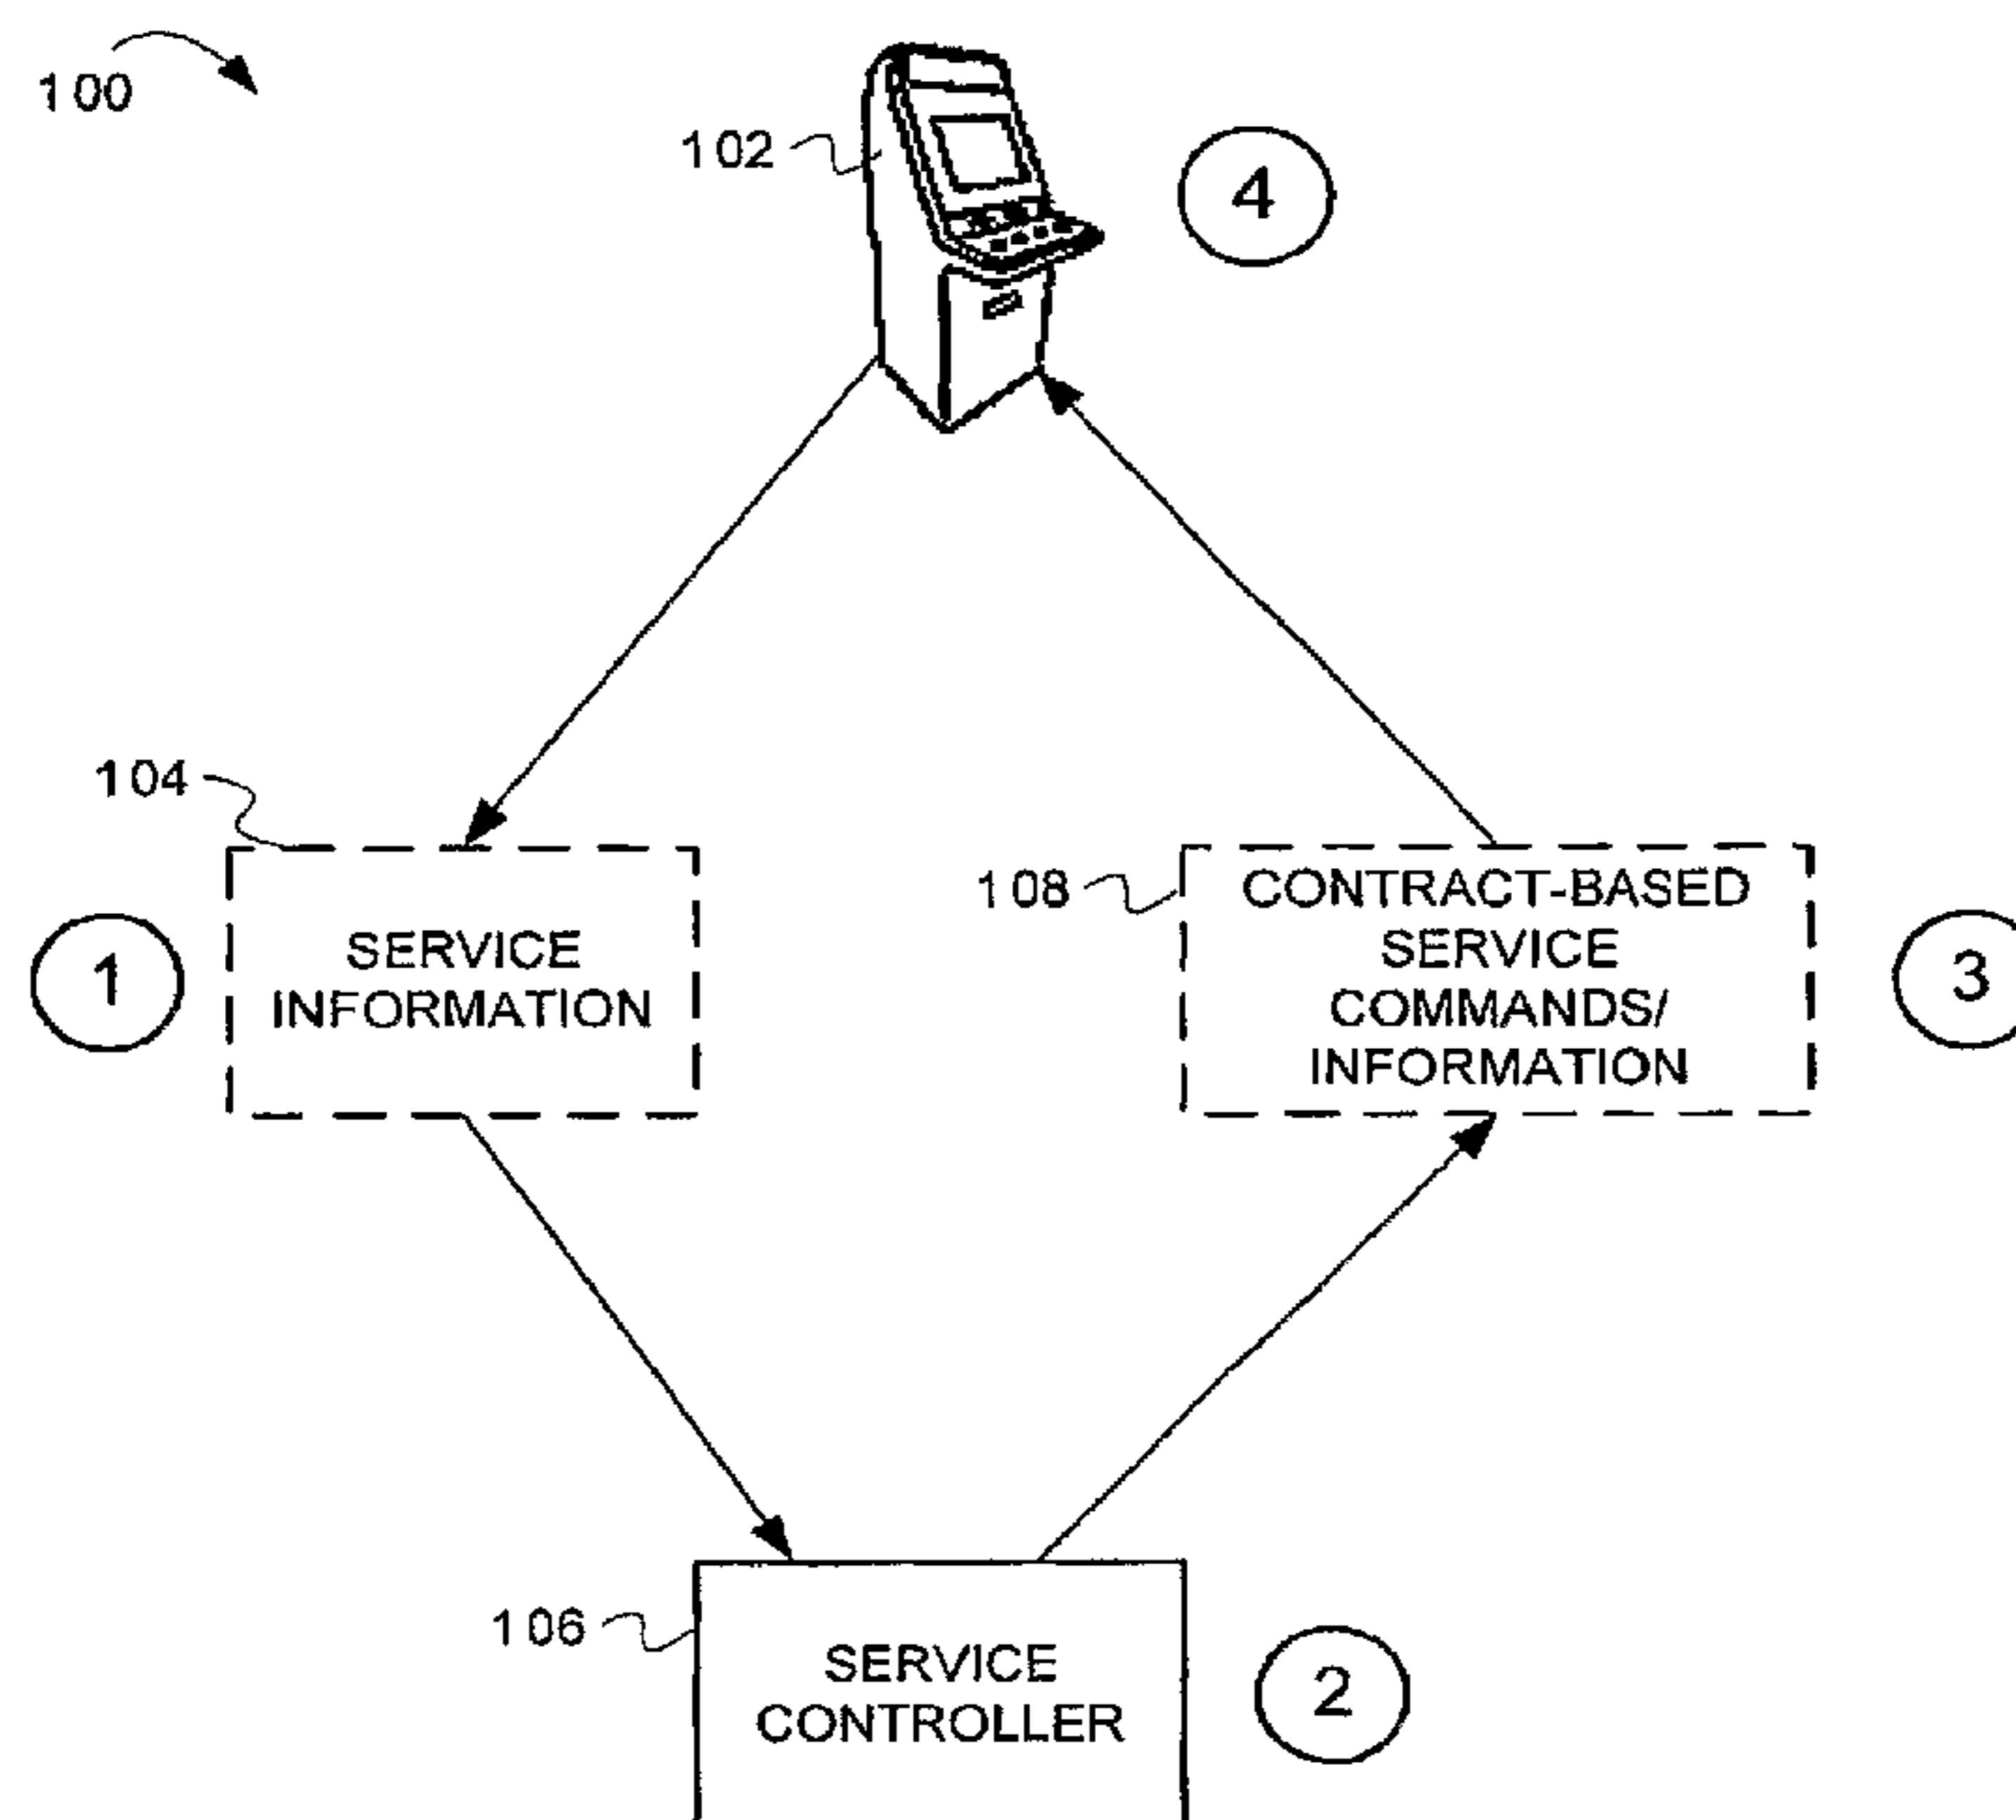 100
102
4
104
1
SERVICE
INFORMATION
108
CONTRACT-BASED
SERVICE
COMMANDS/
INFORMATION
3
106
SERVICE
CONTROLLER
2